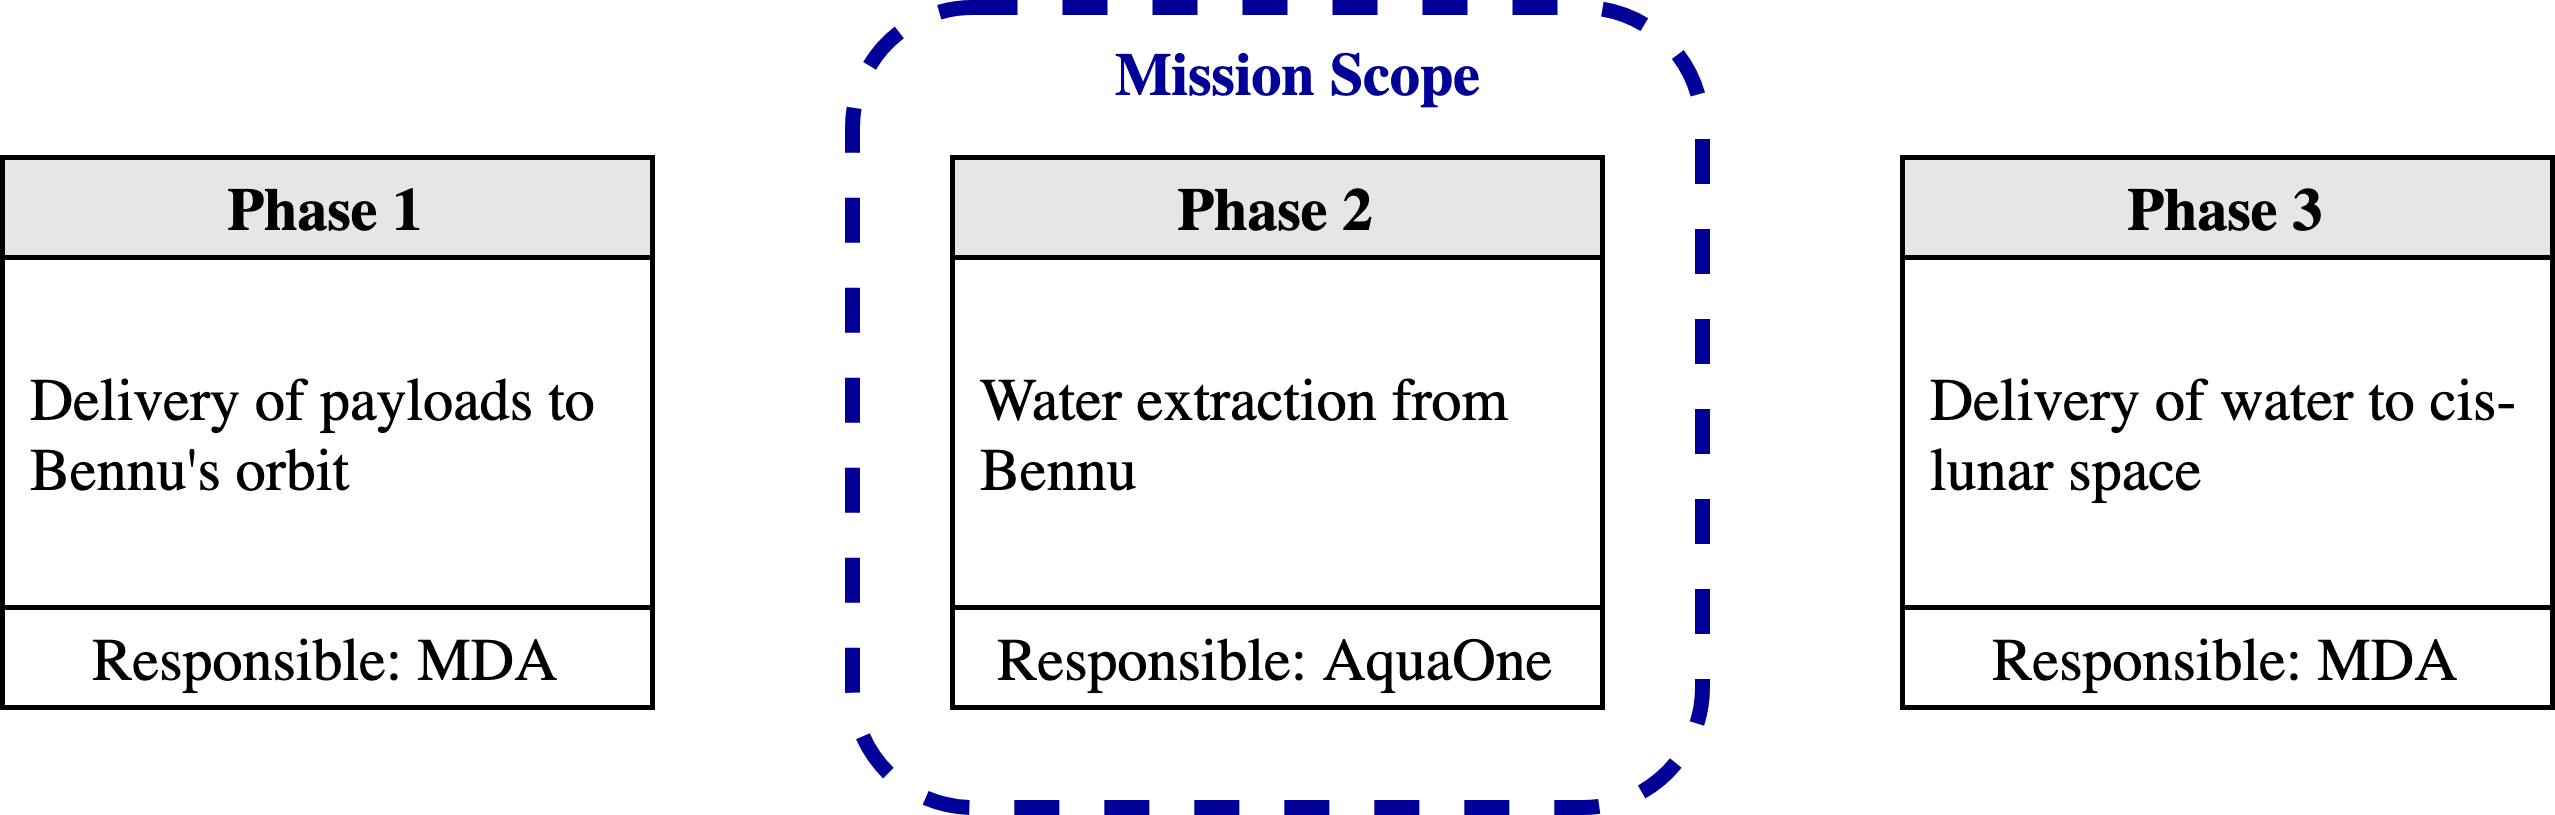 Mission Scope
Phase 1
Delivery of payloads to
Bennu's orbit
Responsible: MDA
Phase 2
Water extraction from
Bennu
Responsible: AquaOne
Phase 3
Delivery of water to cis-
lunar space
Responsible: MDA